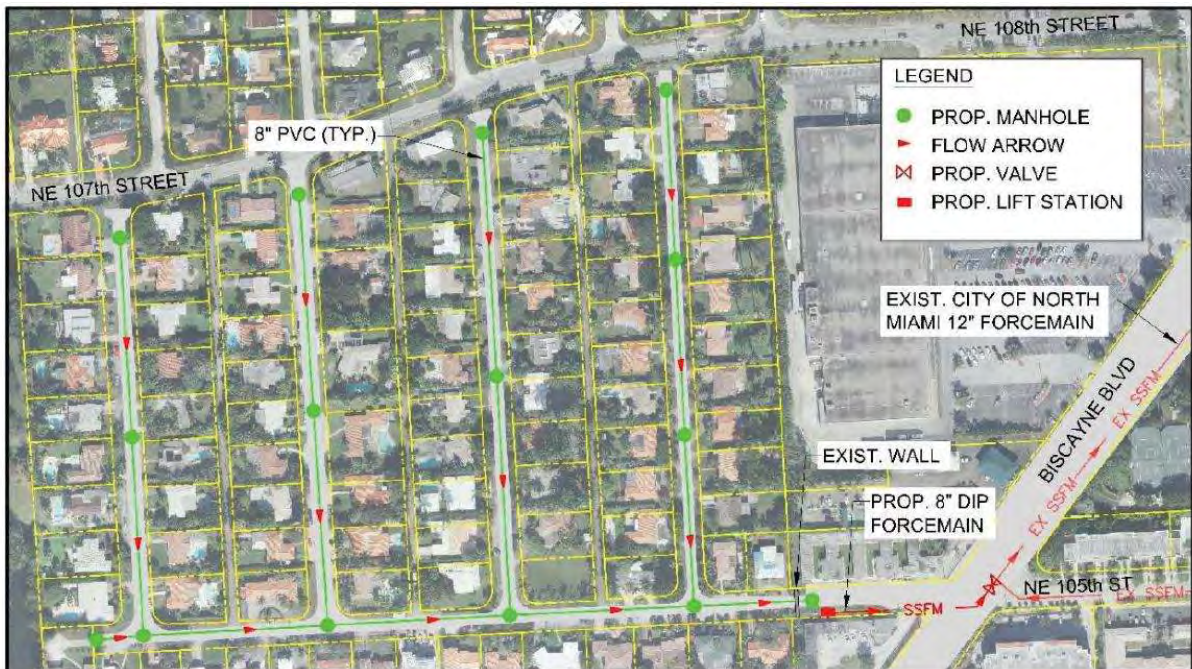 NE 108th STREET
LEGEND
PROP. MANHOLE
FLOW ARROW
PROP. VALVE
PROP. LIFT STATION
8" PVC (TYP.)
NE 107th STREET
EXIST. CITY OF NORTH
MIAMI 12" FORCEMAIN
BISCAYNE BLVD
EX SSFM
EX SSFM
EXIST. WALL
PROP. 8" DIP
FORCEMAIN
SSFM
NE 105th ST
EX SSFM